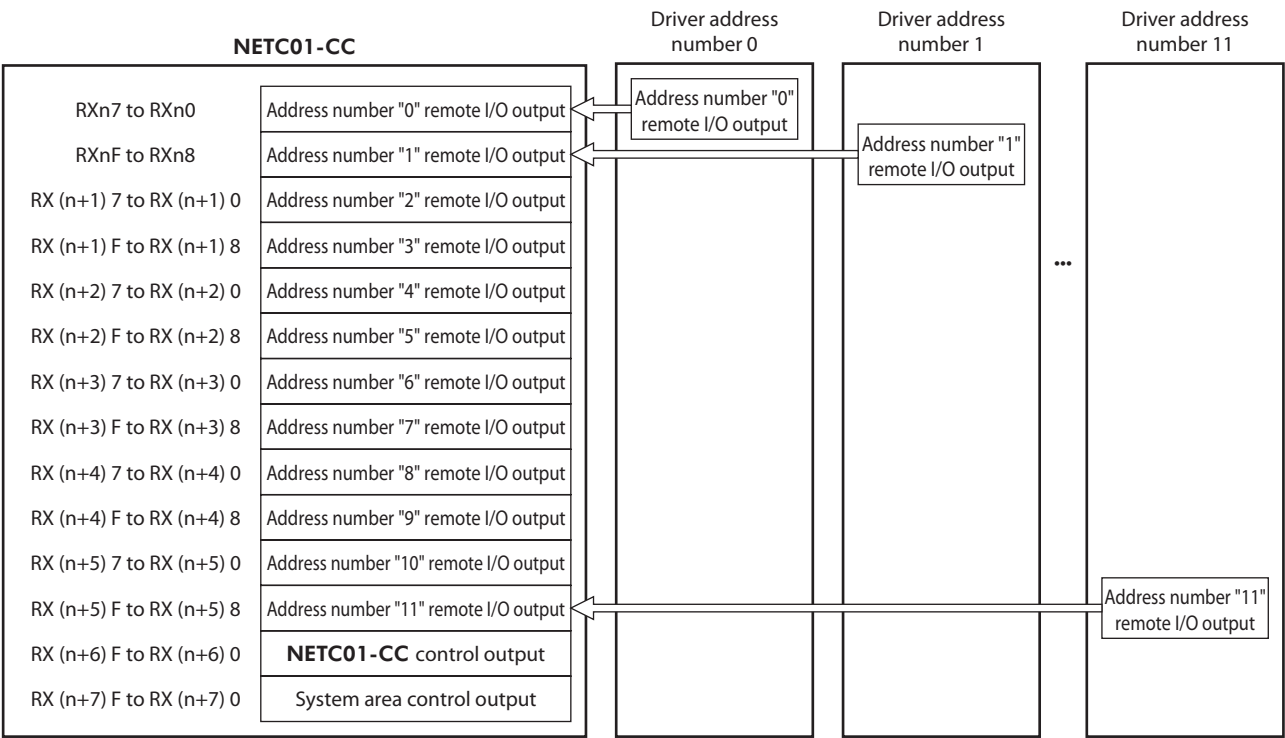 NETC01-CC
Driver address
number 0
Driver address
number 1
Driver address
number 11
RXn7 to RXn0
Address number "0" remote I/O output
Address number "0"
remote I/O output
RXnF to RXn8
Address number "1" remote I/O output
Address number "1"
remote I/O output
RX (n+1) 7 to RX (n+1) 0
Address number "2" remote I/O output
RX (n+1) F to RX (n+1) 8
Address number "3" remote I/O output
...
RX (n+2) 7 to RX (n+2) 0
Address number "4" remote I/O output
RX (n+2) F to RX (n+2) 8
Address number "5" remote I/O output
RX (n+3) 7 to RX (n+3) 0
Address number "6" remote I/O output
RX (n+3) F to RX (n+3) 8
Address number "7" remote I/O output
RX (n+4) 7 to RX (n+4) 0
Address number "8" remote I/O output
RX (n+4) F to RX (n+4) 8
Address number "9" remote I/O output
RX (n+5) 7 to RX (n+5) 0
Address number "10" remote I/O output
RX (n+5) F to RX (n+5) 8
Address number "11" remote I/O output
Address number "11"
remote I/O output
RX (n+6) F to RX (n+6) 0
NETC01-CC control output
RX (n+7) F to RX (n+7) 0
System area control output